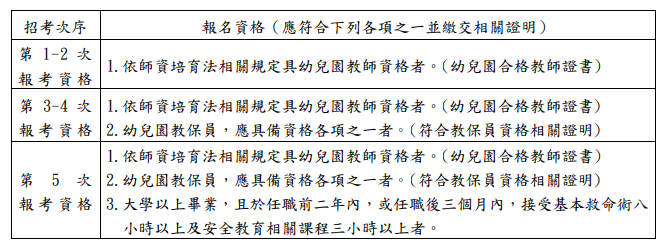 招考次序 報名資格（應符合下列各項之一並繳交相關證明）
第 1-2 次
報考資格
1.依師資培育法相關規定具幼兒園教師資格者。(幼兒園合格教師證書)
第 3-4 次
報考資格
1.依師資培育法相關規定具幼兒園教師資格者。(幼兒園合格教師證書)
2.幼兒園教保員，應具備資格各項之一者。(符合教保員資格相關證明)
第 5 次
報考資格
1.依師資培育法相關規定具幼兒園教師資格者。(幼兒園合格教師證書)
2.幼兒園教保員，應具備資格各項之一者。(符合教保員資格相關證明)
3.大學以上畢業，且於任職前二年內，或任職後三個月內，接受基本救命術八
小時以上及安全教育相關課程三小時以上者。